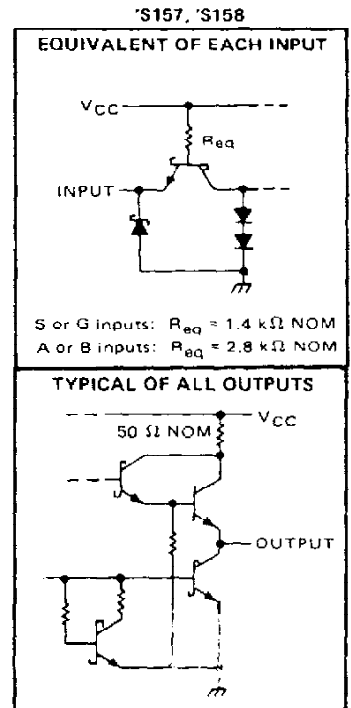 'S157, 'S158
EQUIVALENT OF EACH INPUT
VCC
Req
INPUT
S or G inputs: Req = 1.4 kΩ NOM
A or B inputs: Req = 2.8 kΩ NOM
TYPICAL OF ALL OUTPUTS
VCC
50 Ω NOM
OUTPUT